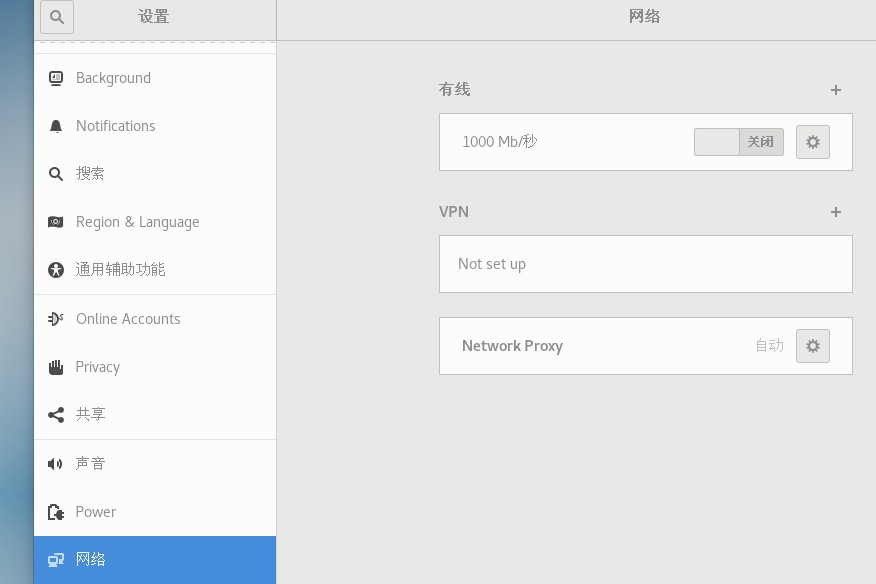 设置
网络
Background
Notifications
搜索
Region & Language
通用辅助功能
Online Accounts
Privacy
共享
声音
Power
网络
有线
1000 Mb/秒
关闭
VPN
Not set up
Network Proxy
自动